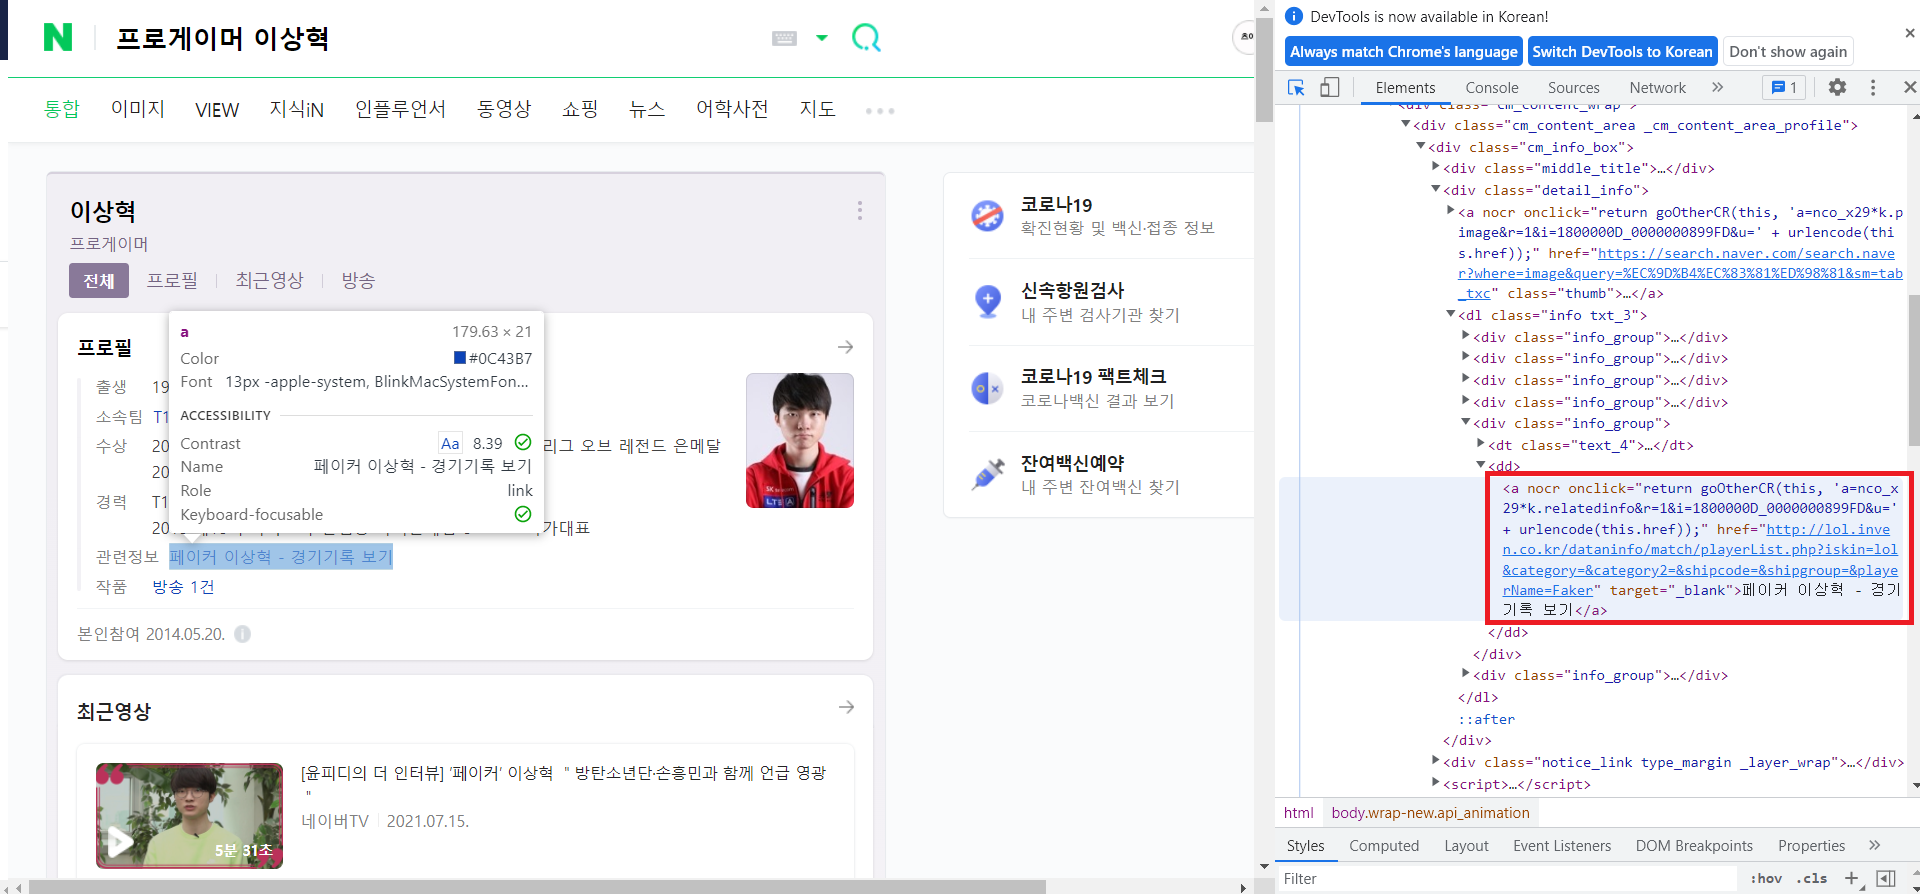 N 프로게이머 이상혁
통합 이미지 VIEW 지식iN 인플루언서 동영상 쇼핑 뉴스 어학사전 지도
이상혁
프로게이머
전체 프로필 최근영상 방송
프로필
출생 19
소속팀 T1
수상 20 리그 오브 레전드 은메달
20
경력 T1
20 가대표
관련정보 페이커 이상혁 - 경기기록 보기
작품 방송 1건
본인참여 2014.05.20.
a 179.63 × 21
Color #0C43B7
Font 13px -apple-system, BlinkMacSystemFon...
ACCESSIBILITY
Contrast Aa 8.39
Name 페이커 이상혁 - 경기기록 보기
Role link
Keyboard-focusable
최근영상
[윤피디의 더 인터뷰] '페이커' 이상혁 " 방탄소년단·손흥민과 함께 언급 영광
"
네이버TV 2021.07.15.
5분 31초
코로나19
확진현황 및 백신·접종 정보
신속항원검사
내 주변 검사기관 찾기
코로나19 팩트체크
코로나백신 결과 보기
잔여백신예약
내 주변 잔여백신 찾기
DevTools is now available in Korean!
Always match Chrome's language Switch DevTools to Korean Don't show again
Elements Console Sources Network » 1
<div class="cm_content_wrap">
<div class="cm_content_area _cm_content_area_profile">
<div class="cm_info_box">
<div class="middle_title">…</div>
<div class="detail_info">
<a nocr onclick="return goOtherCR(this, 'a=nco_x29*k.p
image&r=1&i=1800000D_0000000899FD&u=' + urlencode(thi
s.href));" href="https://search.naver.com/search.nave
r?where=image&query=%EC%9D%B4%EC%83%81%ED%98%81&sm=tab
_txc" class="thumb">…</a>
<dl class="info txt_3">
<div class="info_group">…</div>
<div class="info_group">…</div>
<div class="info_group">…</div>
<div class="info_group">…</div>
<div class="info_group">
<dt class="text_4">…</dt>
<dd>
<a nocr onclick="return goOtherCR(this, 'a=nco_x
29*k.relatedinfo&r=1&i=1800000D_0000000899FD&u='
+ urlencode(this.href));" href="http://lol.inve
n.co.kr/dataninfo/match/playerList.php?iskin=lol
&category=&category2=&shipcode=&shipgroup=&playe
rName=Faker" target="_blank">페이커 이상혁 - 경기
기록 보기</a>
</dd>
</div>
<div class="info_group">…</div>
</dl>
::after
</div>
<div class="notice_link type_margin _layer_wrap">…</div>
<script>…</script>
html body.wrap-new.api_animation
Styles Computed Layout Event Listeners DOM Breakpoints Properties »
Filter :hov .cls +